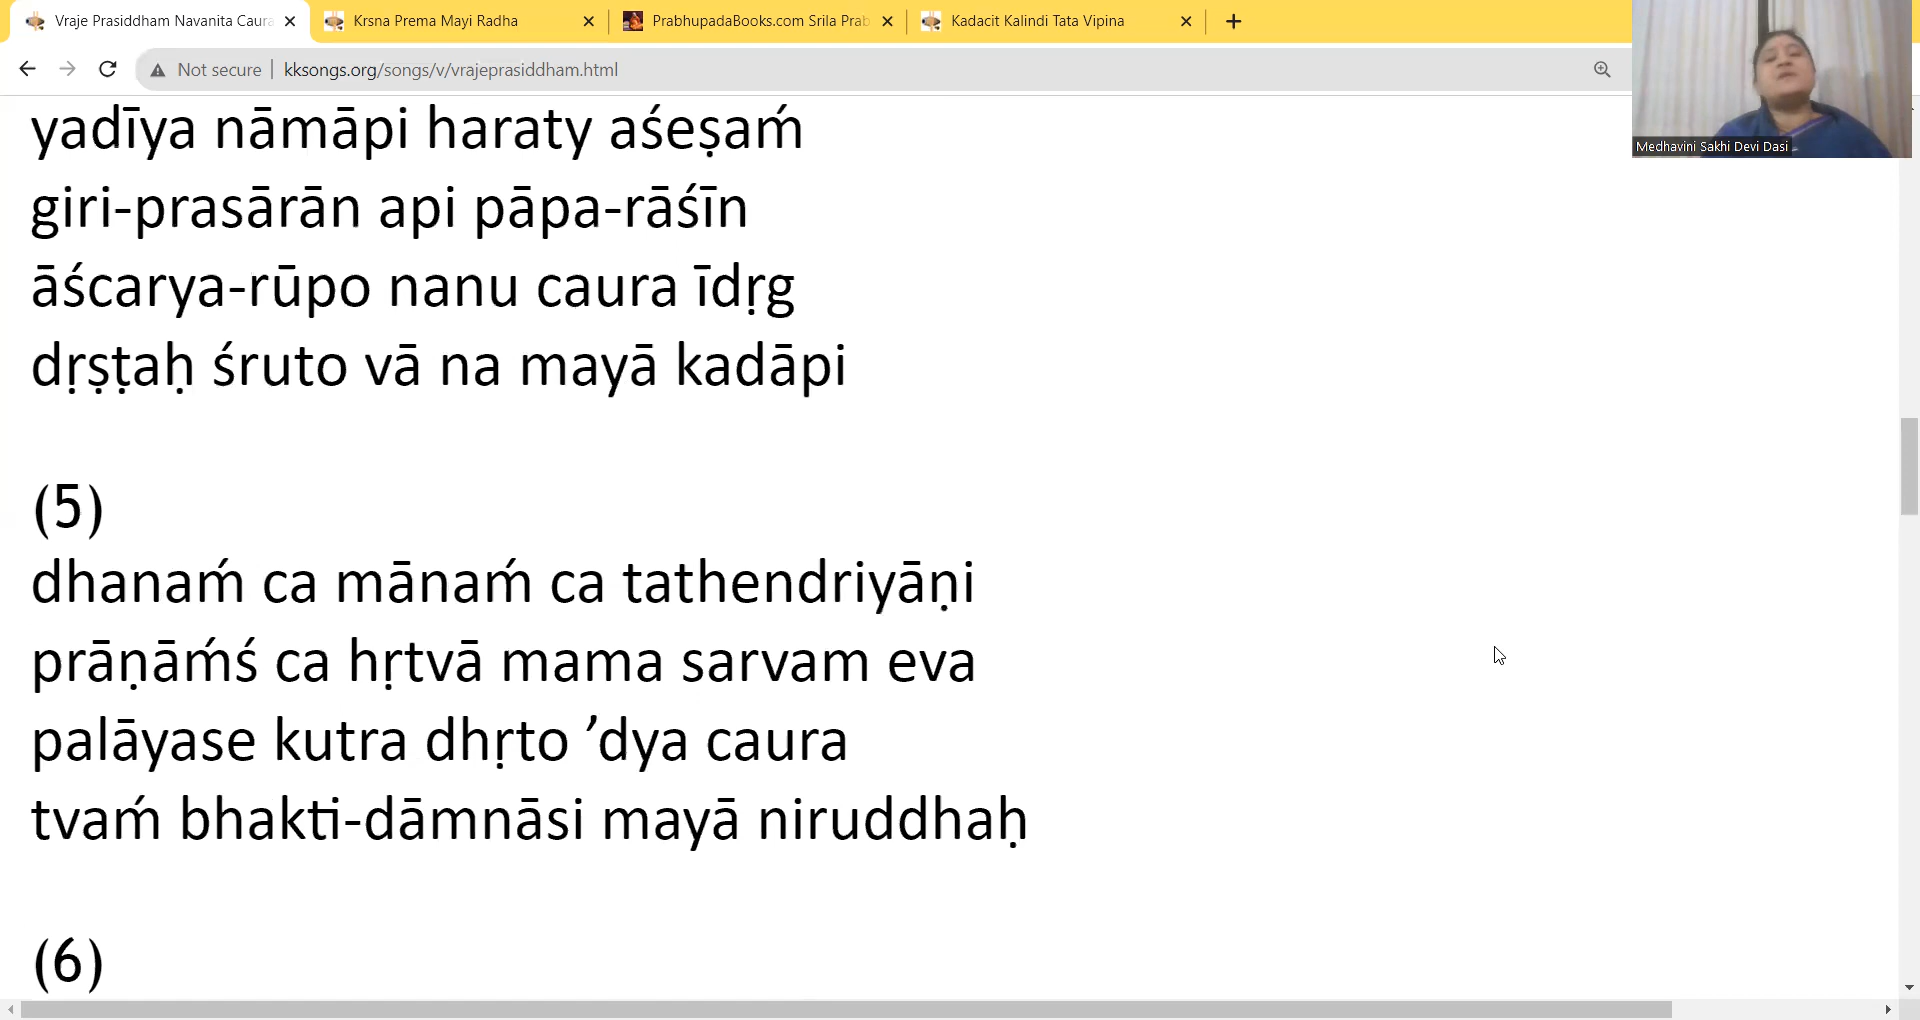 Vraje Prasiddham Navanita Caura
Krsna Prema Mayi Radha
PrabhupadaBooks.com Srila Prab
Kadacit Kalindi Tata Vipina
Not secure
kksongs.org/songs/v/vrajeprasiddham.html
Medhavini Sakhi Devi Dasi
yadīya nāmāpi haraty aśeṣaḿ
giri-prasārān api pāpa-rāśīn
āścarya-rūpo nanu caura īdṛg
dṛṣṭaḥ śruto vā na mayā kadāpi
(5)
dhanaḿ ca mānaḿ ca tathendriyāṇi
prāṇāḿś ca hṛtvā mama sarvam eva
palāyase kutra dhṛto ’dya caura
tvaḿ bhakti-dāmnāsi mayā niruddhaḥ
(6)